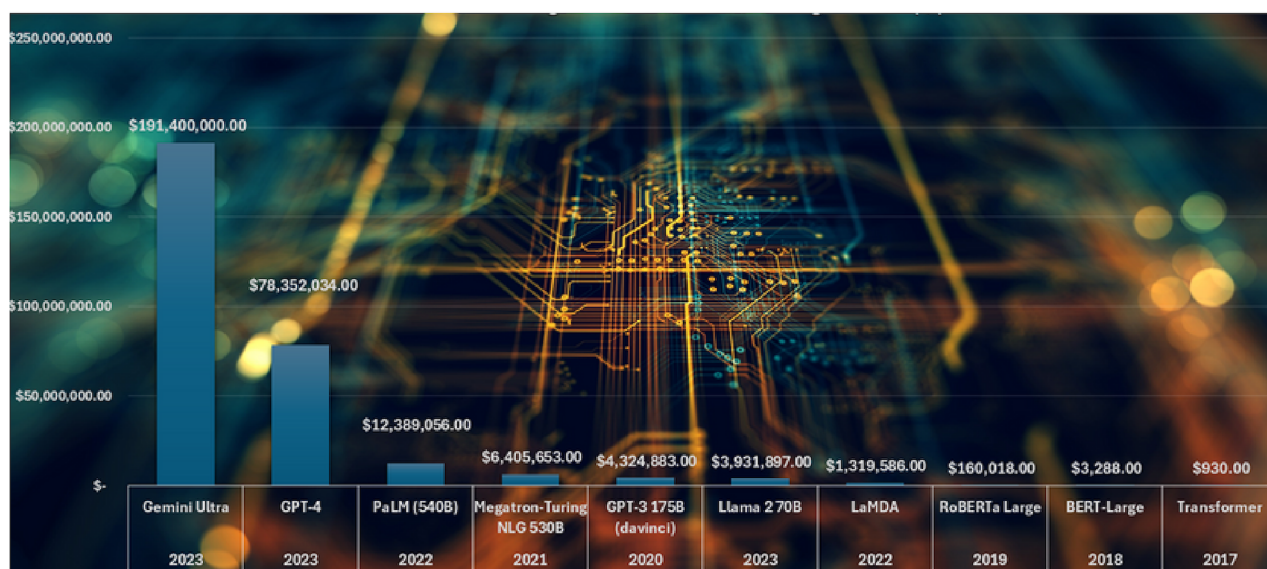 $250,000,000.00
$200,000,000.00
$191,400,000.00
$150,000,000.00
$78,352,034.00
$100,000,000.00
$50,000,000.00
$12,389,056.00
$6,405,653.00
$4,324,883.00
$3,931,897.00
$1,319,586.00
$160,018.00
$3,288.00
$930.00
$-
Gemini Ultra
GPT-4
PaLM (540B)
Megatron-Turing
NLG 530B
GPT-3 175B
(davinci)
Llama 2 70B
LaMDA
RoBERTa Large
BERT-Large
Transformer
2023
2023
2022
2021
2020
2023
2022
2019
2018
2017